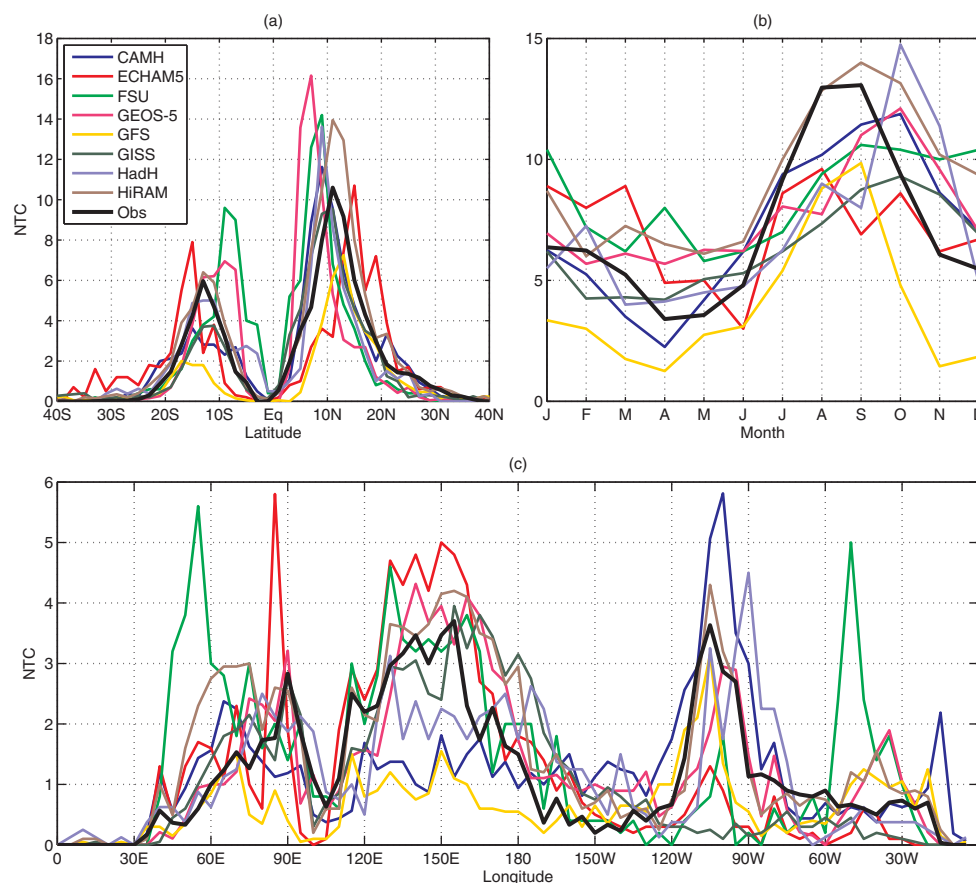 (a)
18
16
14
12
10
8
6
4
2
0
NTC
CAMH
ECHAM5
FSU
GEOS-5
GFS
GISS
HadH
HiRAM
Obs
40S 30S 20S 10S Eq 10N 20N 30N 40N
Latitude
(b)
15
10
5
0
J F M A M J J A S O N
Month
(c)
6
5
4
3
2
1
0
NTC
0 30E 60E 90E 120E 150E 180 150W 120W 90W 60W 30W
Longitude